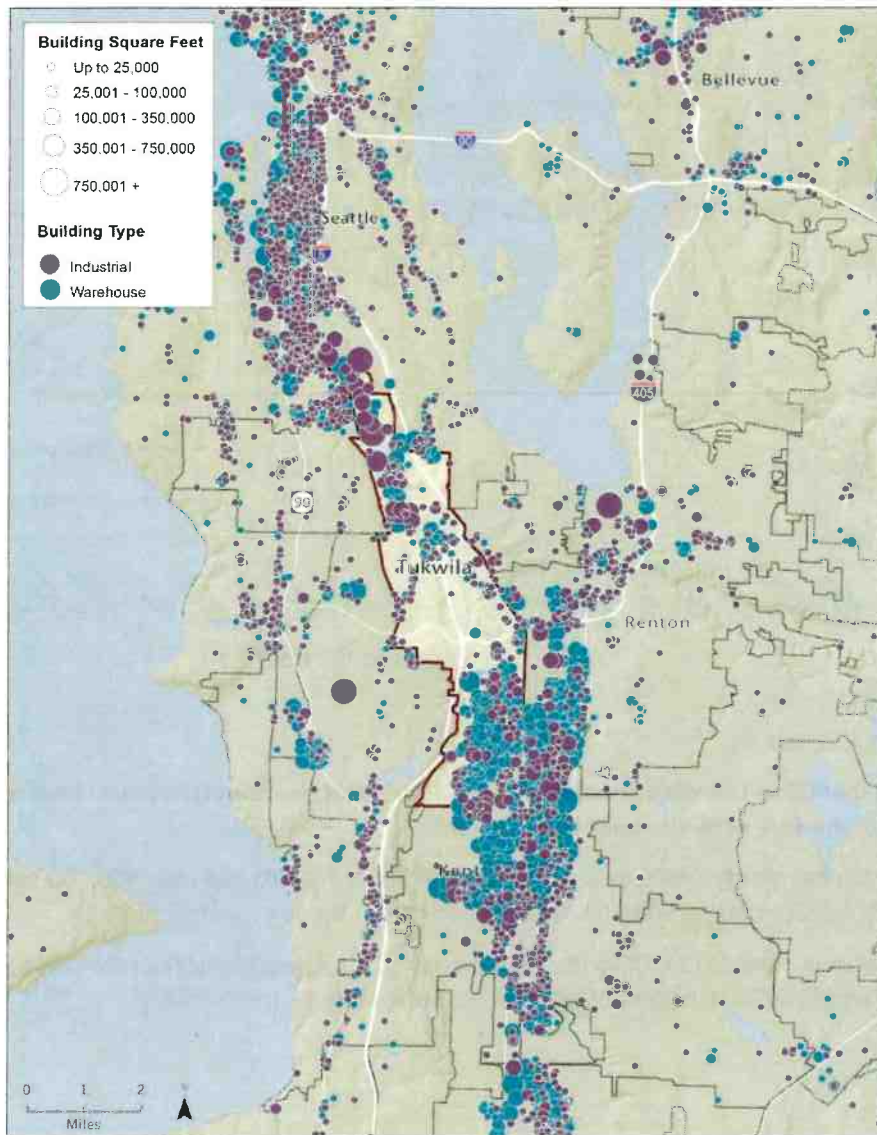 Building Square Feet
Up to 25,000
25,001 - 100,000
100,001 - 350,000
350,001 - 750,000
750,001 +
Building Type
Industrial
Warehouse
Bellevue
90
Seattle
5
405
99
Tukwila
Renton
Kent
0 1 2
Miles